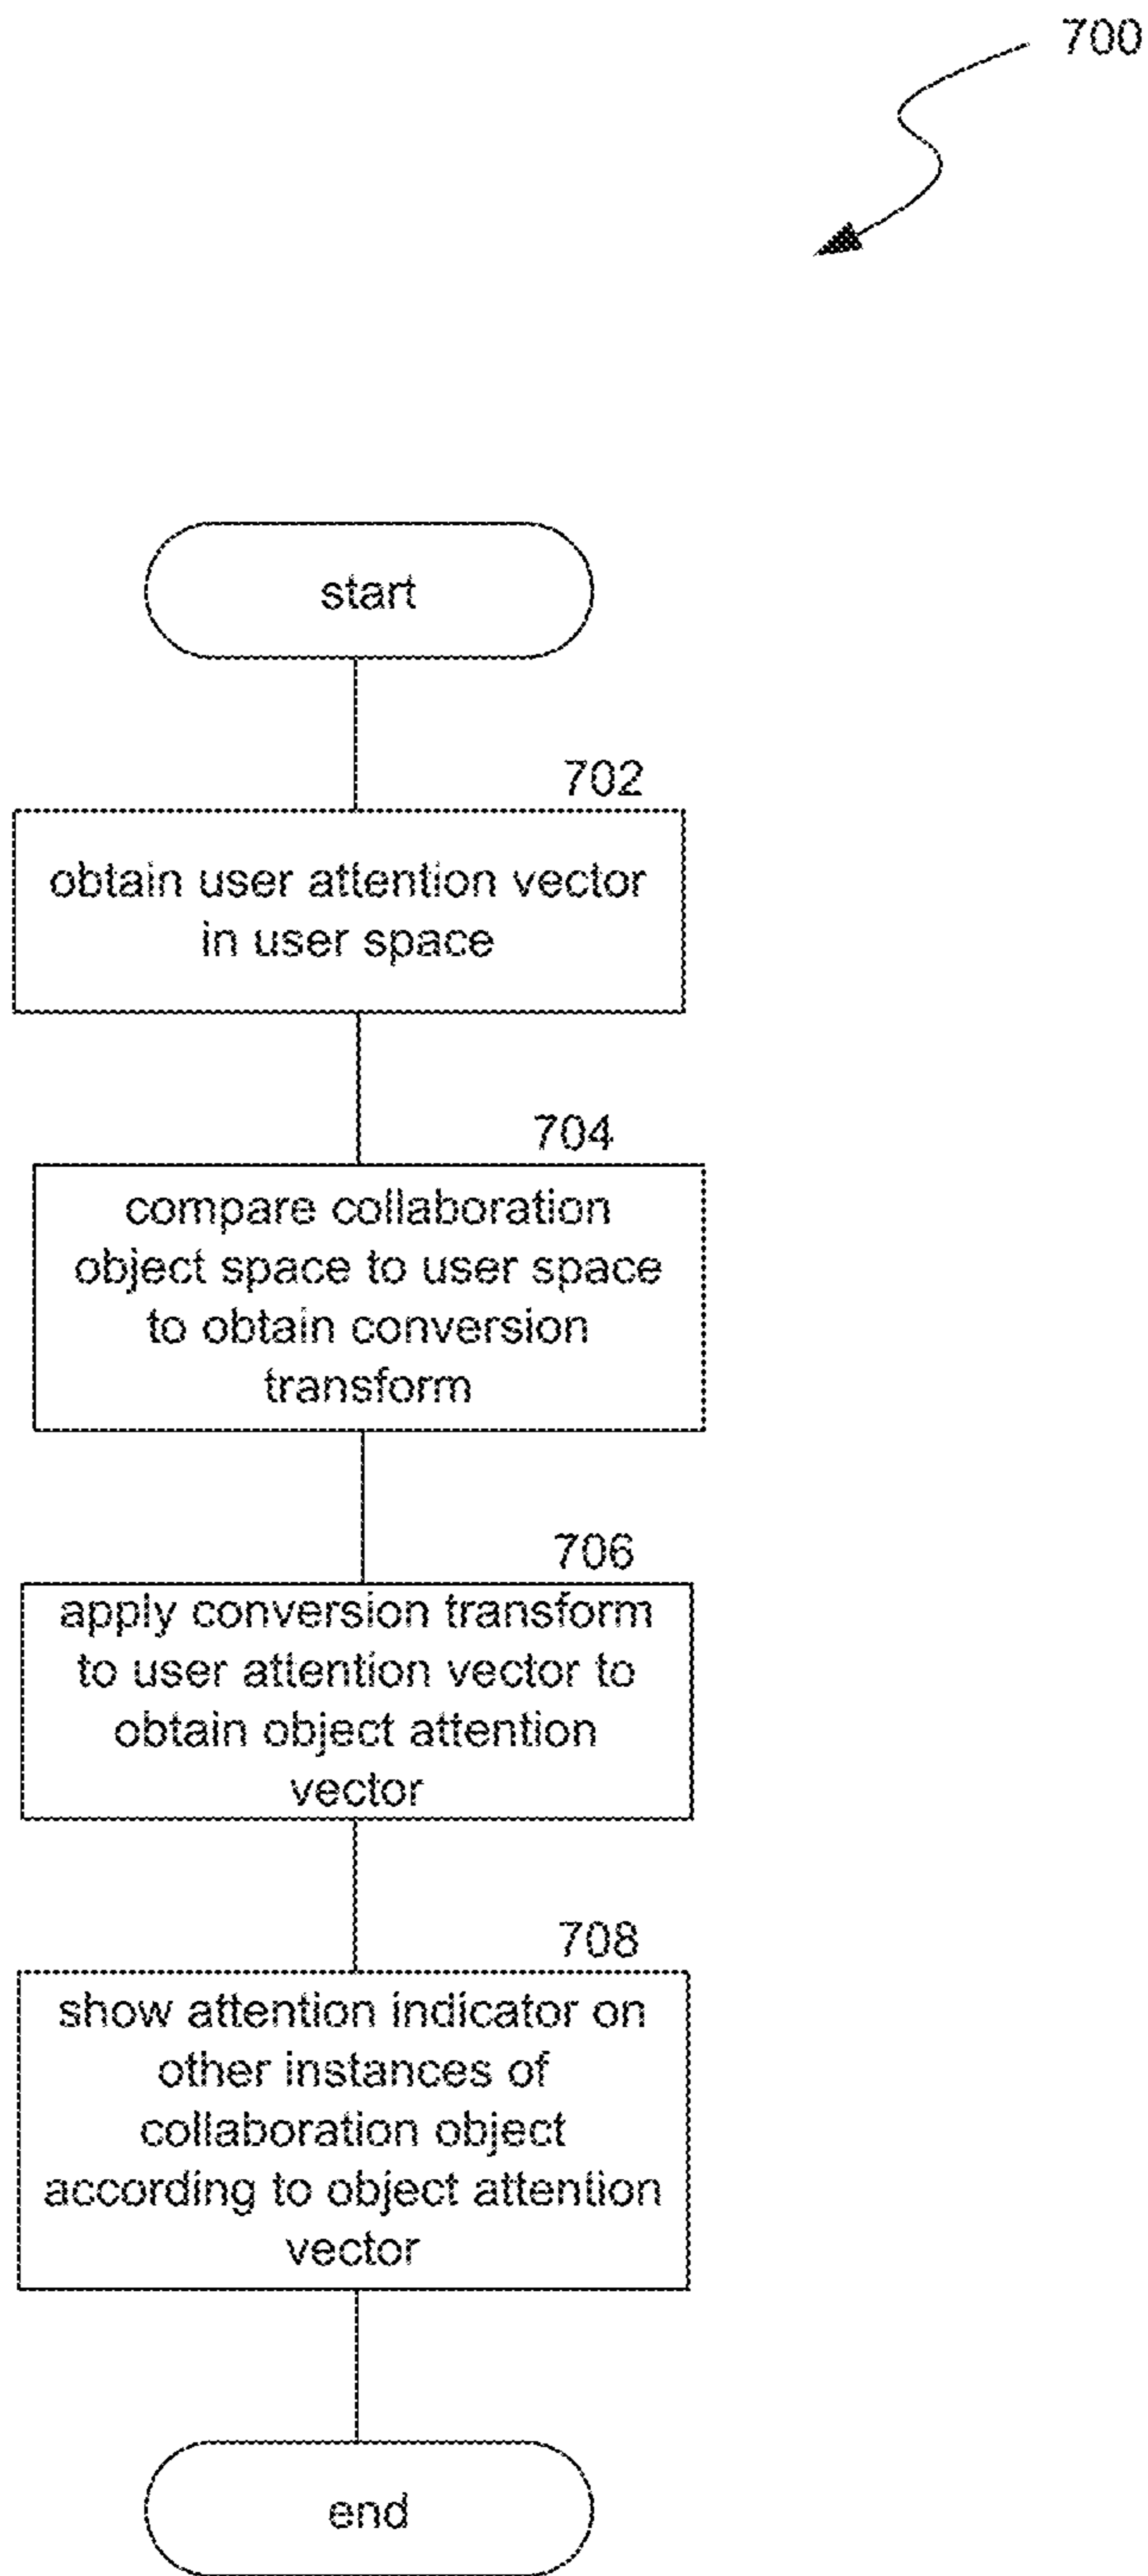 700
start
702
obtain user attention vector
in user space
704
compare collaboration
object space to user space
to obtain conversion
transform
706
apply conversion transform
to user attention vector to
obtain object attention
vector
708
show attention indicator on
other instances of
collaboration object
according to object attention
vector
end